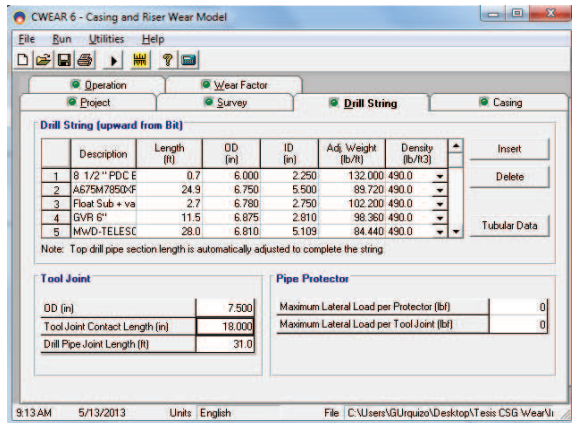 CWEAR 6 - Casing and Riser Wear Model
File Run Utilities Help
Operation Wear Factor
Project Survey Drill String Casing
Drill String (upward from Bit)
Description Length (ft) OD (in) ID (in) Adj. Weight (lb/ft) Density (lb/ft3)
1 8 1/2" PDC E 0.7 6.000 2.250 132.000 490.0
2 A675M7850XF 24.9 6.750 5.500 89.720 490.0
3 Float Sub + va 2.7 6.780 2.750 102.200 490.0
4 GVR 6" 11.5 6.875 2.810 98.360 490.0
5 MWD-TELESC 28.0 6.810 5.109 84.440 490.0
Insert
Delete
Tubular Data
Note: Top drill pipe section length is automatically adjusted to complete the string
Tool Joint
OD (in) 7.500
Tool Joint Contact Length (in) 18.000
Drill Pipe Joint Length (ft) 31.0
Pipe Protector
Maximum Lateral Load per Protector (lbf) 0
Maximum Lateral Load per Tool Joint (lbf) 0
9:13 AM 5/13/2013 Units English File C:\Users\GUrquizo\Desktop\Tesis CSG Wear\